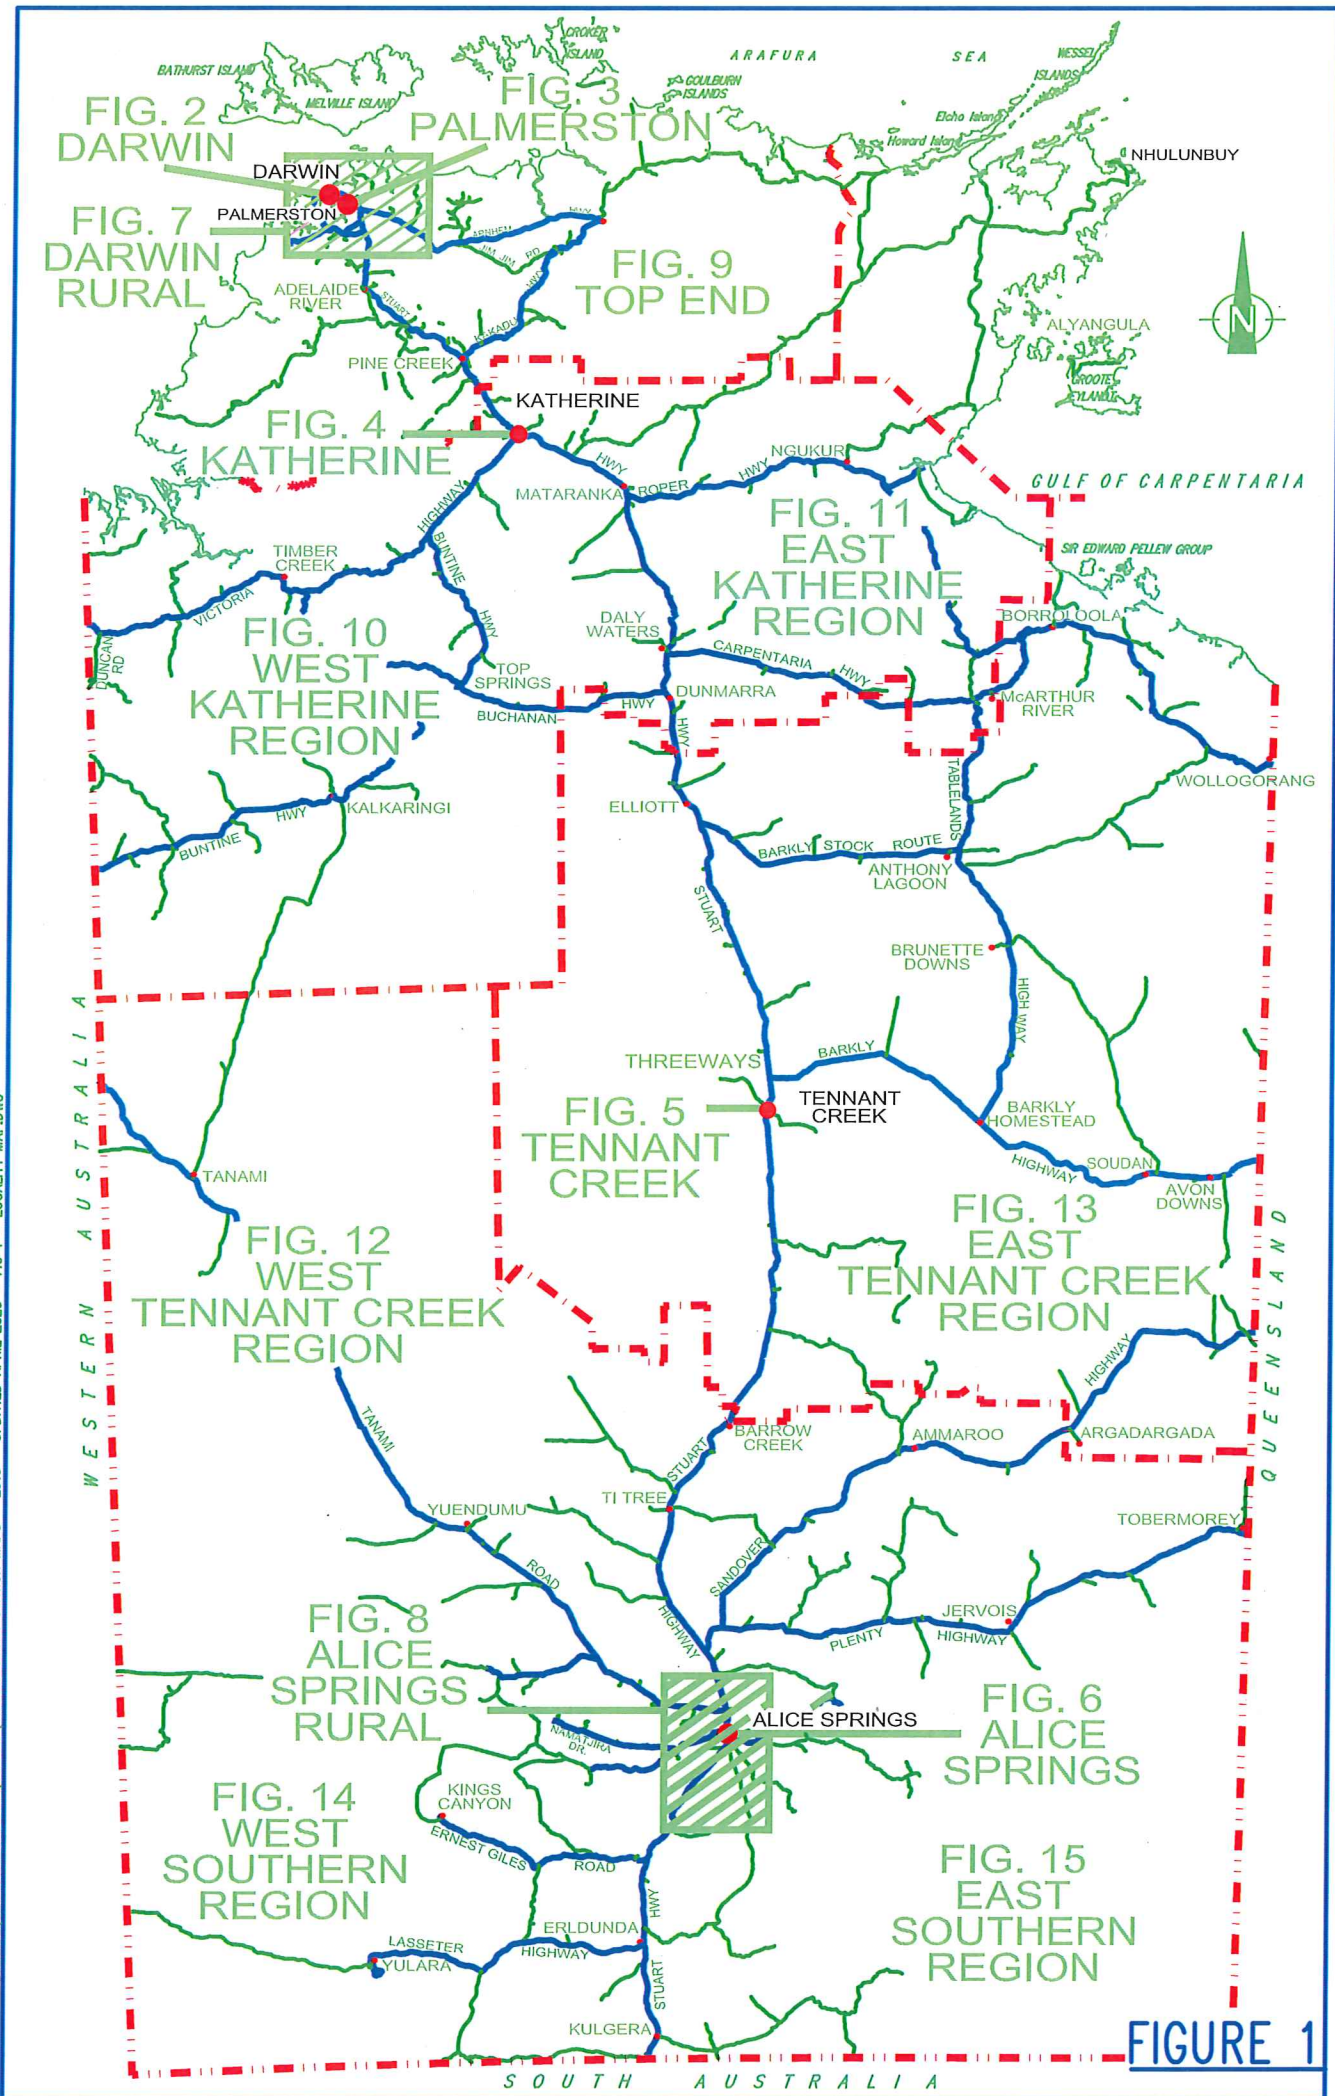 CROKER
ISLAND
ARAFURA SEA
WESSEL
ISLANDS
BATHURST ISLAND
MELVILLE ISLAND
GOULBURN
ISLANDS
Elcho Island
Howard Island
FIG. 2
DARWIN
FIG. 3
PALMERSTON
DARWIN
PALMERSTON
NHULUNBUY
FIG. 7
DARWIN
RURAL
ARNHEM
HWY
JIM JIM RD
FIG. 9
TOP END
ADELAIDE
RIVER
STUART
KAKADU
HWY
N
ALYANGULA
GROOTE
EYLANDT
PINE CREEK
KATHERINE
FIG. 4
KATHERINE
HWY
NGUKUR
MATARANKA
ROPER
HWY
GULF OF CARPENTARIA
HIGHWAY
FIG. 11
EAST
KATHERINE
REGION
BUNTINE
HWY
TIMBER
CREEK
VICTORIA
SIR EDWARD PELLEW GROUP
DUNCAN
RD
FIG. 10
WEST
KATHERINE
REGION
DALY
WATERS
BORROLOOLA
CARPENTARIA
HWY
TOP
SPRINGS
BUCHANAN
HWY
DUNMARRA
McARTHUR
RIVER
HWY
TABLELANDS
WOLLOGORANG
ELLIOTT
KALKARINGI
BUNTINE
HWY
BARKLY STOCK ROUTE
ANTHONY
LAGOON
STUART
BRUNETTE
DOWNS
HIGH WAY
WESTERN AUSTRALIA
THREEWAYS
BARKLY
FIG. 5
TENNANT
CREEK
TENNANT
CREEK
BARKLY
HOMESTEAD
HIGHWAY
SOUDAN
AVON
DOWNS
TANAMI
FIG. 12
WEST
TENNANT CREEK
REGION
FIG. 13
EAST
TENNANT CREEK
REGION
QUEENSLAND
HIGHWAY
TANAMI
BARROW
CREEK
STUART
AMMAROO
ARGADARGADA
TI TREE
YUENDUMU
TOBERMOREY
ROAD
SANDOVER
HIGHWAY
JERVOIS
PLENTY
HIGHWAY
FIG. 8
ALICE
SPRINGS
RURAL
ALICE SPRINGS
FIG. 6
ALICE
SPRINGS
NAMATJIRA
DR.
KINGS
CANYON
ERNEST GILES
ROAD
FIG. 14
WEST
SOUTHERN
REGION
FIG. 15
EAST
SOUTHERN
REGION
HWY
ERLDUNDA
LASSETER
HIGHWAY
YULARA
STUART
KULGERA
SOUTH AUSTRALIA
FIGURE 1